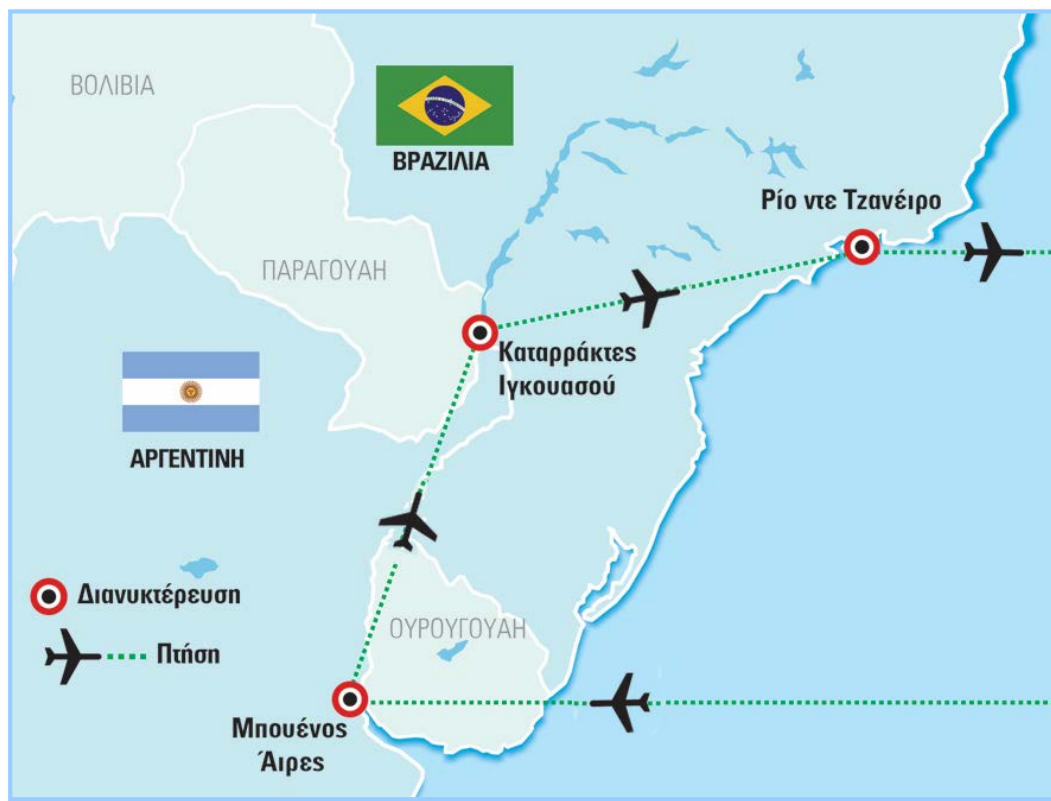 ΒΟΛΙΒΙΑ
ΒΡΑΖΙΛΙΑ
Ρίο ντε Τζανέιρο
ΠΑΡΑΓΟΥΑΗ
Καταρράκτες
Ιγκουασού
ΑΡΓΕΝΤΙΝΗ
Διανυκτέρευση
ΟΥΡΟΥΓΟΥΑΗ
Πτήση
Μπουένος
Άιρες